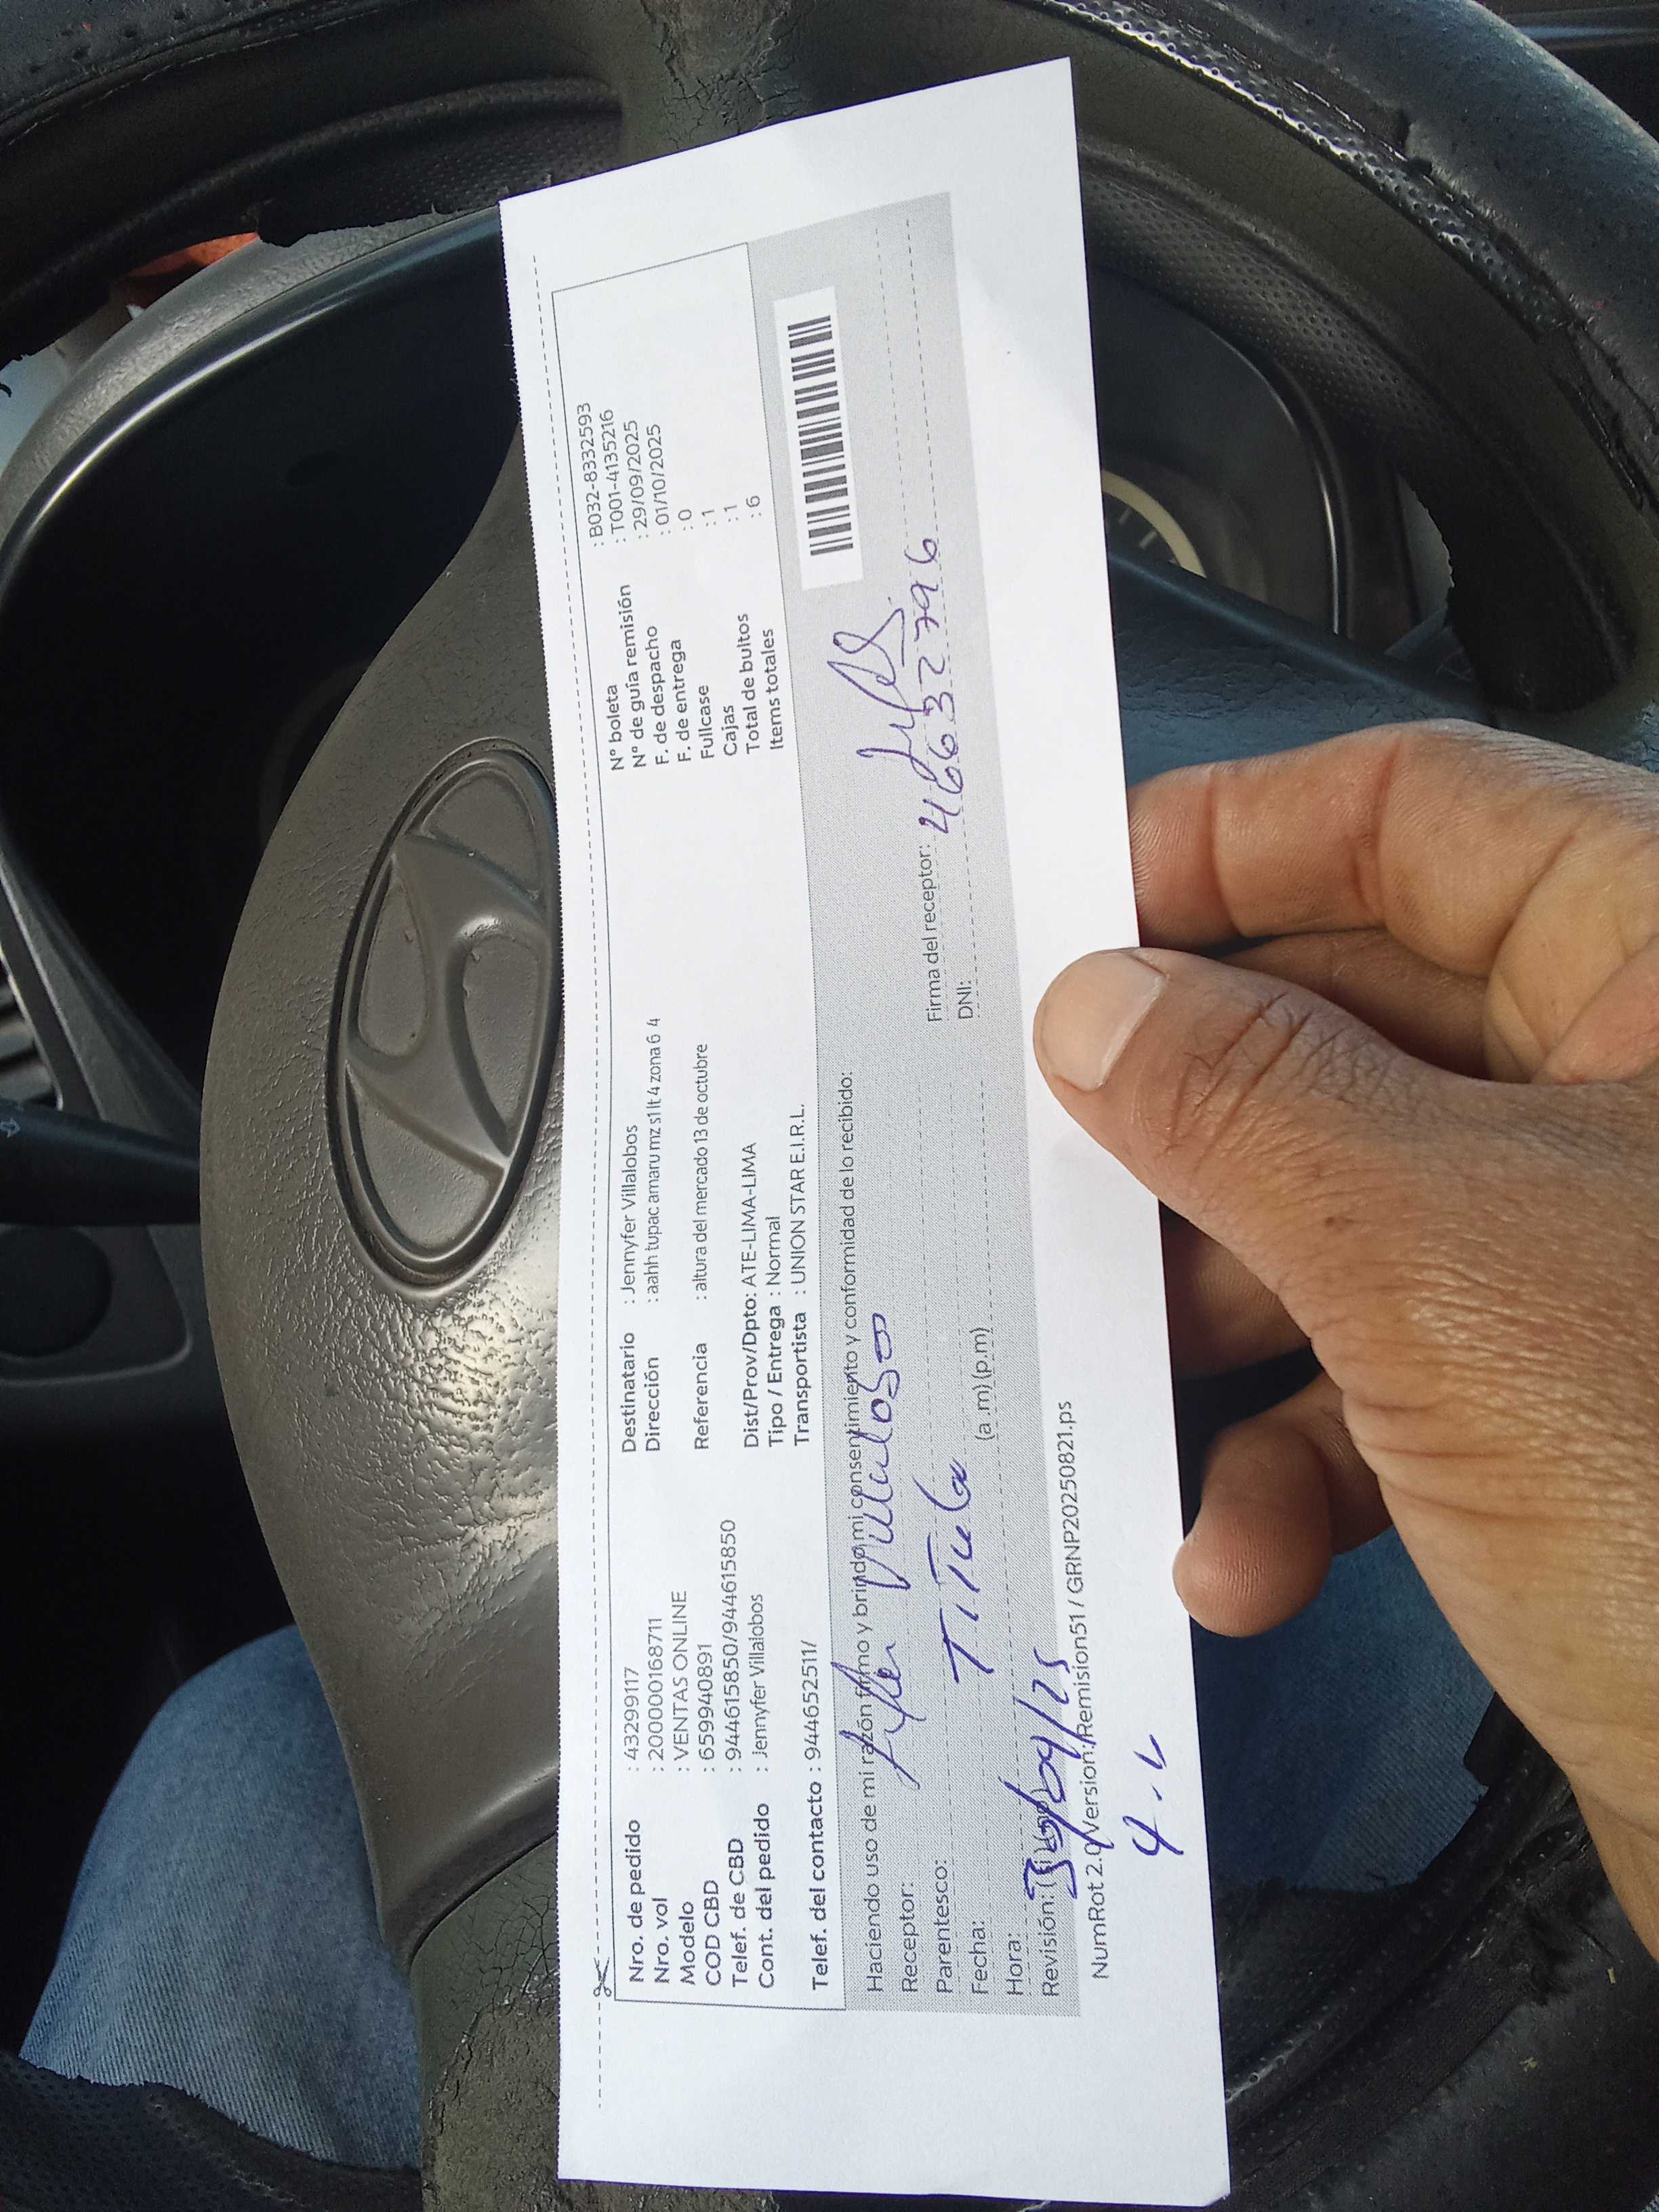 Nro. de pedido : 43299117
Nro. vol : 200000168711
Modelo : VENTAS ONLINE
COD CBD : 659940891
Telef. de CBD : 944615850/944615850
Cont. del pedido : Jennyfer Villalobos
Telef. del contacto : 944652511/
Destinatario : Jennyfer Villalobos
Dirección : aahh tupac amaru mz s1 lt 4 zona 6 4
Referencia : altura del mercado 13 de octubre
Dist/Prov/Dpto: ATE-LIMA-LIMA
Tipo / Entrega : Normal
Transportista : UNION STAR E.I.R.L.
N° boleta : B032-8332593
N° de guía remisión : T001-4135216
F. de despacho : 29/09/2025
F. de entrega : 01/10/2025
Fullcase : 0
Cajas : 1
Total de bultos : 1
Items totales : 6
Haciendo uso de mi razón firmo y brindo mi consentimiento y conformidad de lo recibido:
Receptor: Villalobos
Parentesco: Titular
Fecha: 30/09/25
Hora: (a.m) (p.m)
Revisión:
Firma del receptor:
DNI: 46632796
NumRot 2.0/Version:/Remision51 / GRNP20250821.ps